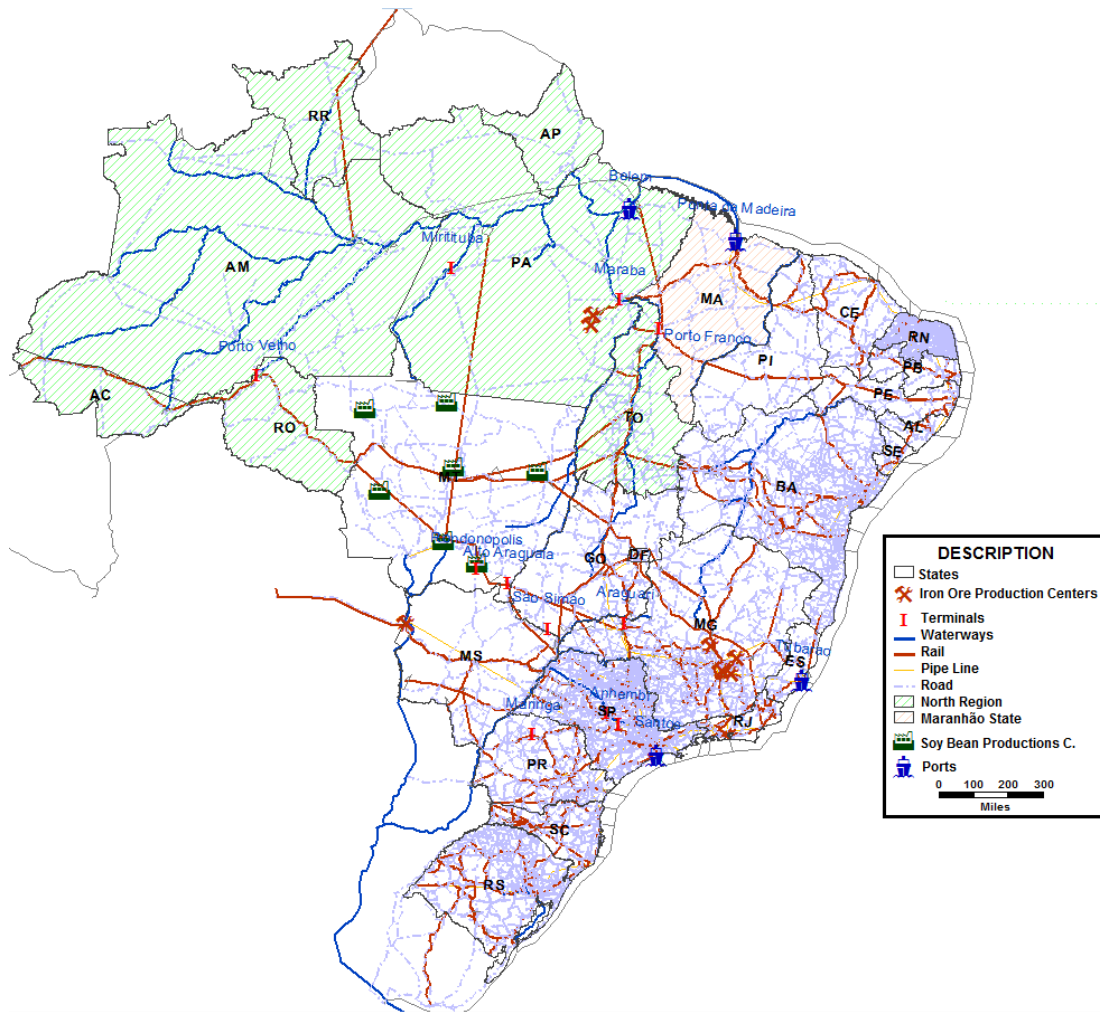 RR
AP
Belem
Ponta da Madeira
Miritituba
PA
AM
Maraba
MA
CE
RN
Porto Franco
Porto Velho
PI
PB
AC
PE
RO
TO
AL
SE
MT
BA
Rondonopolis
Alto Araguaia
GO
DF
São Simão
Araguari
MG
Tubarao
ES
MS
Maringa
Anhembi
SP
Santos
RJ
PR
SC
RS
DESCRIPTION
States
Iron Ore Production Centers
Terminals
Waterways
Rail
Pipe Line
Road
North Region
Maranhão State
Soy Bean Productions C.
Ports
0 100 200 300
Miles